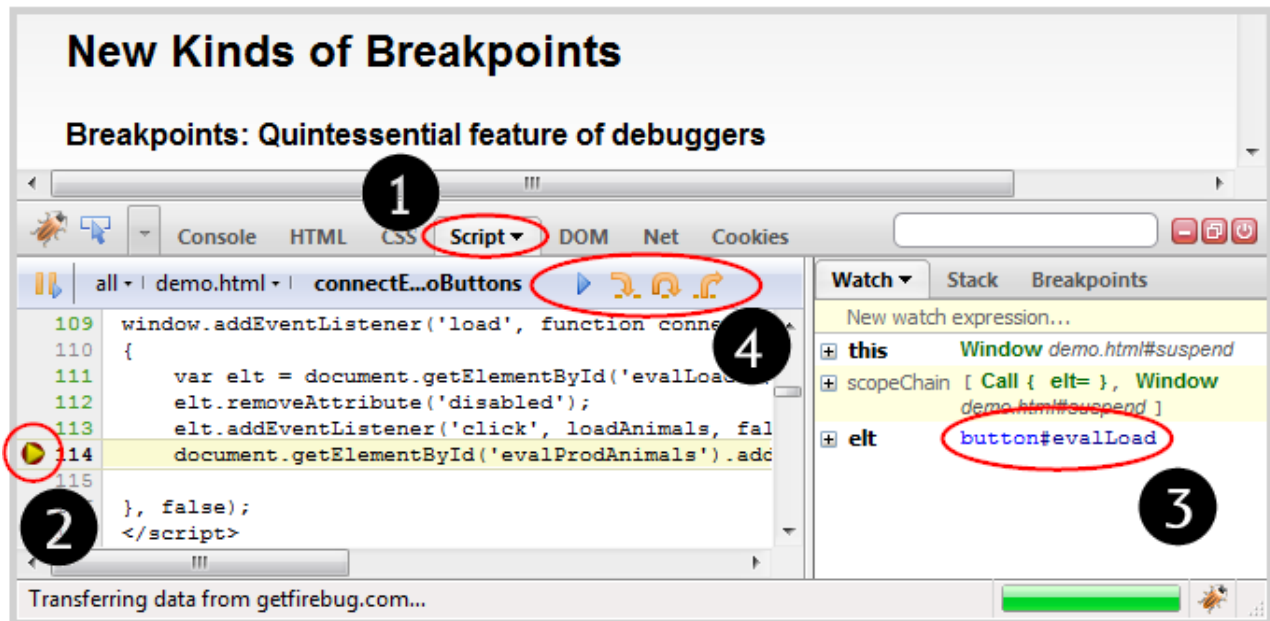 New Kinds of Breakpoints
Breakpoints: Quintessential feature of debuggers
1
Console HTML CSS Script DOM Net Cookies
all demo.html connectE...oButtons
Watch Stack Breakpoints
109 window.addEventListener('load', function conne
110 {
111 var elt = document.getElementById('evalLoa
112 elt.removeAttribute('disabled');
113 elt.addEventListener('click', loadAnimals, fal
114 document.getElementById('evalProdAnimals').add
115
}, false);
</script>
4
2
New watch expression...
this Window demo.html#suspend
scopeChain [ Call { elt= }, Window
demo.html#suspend ]
elt button#evalLoad
3
Transferring data from getfirebug.com...